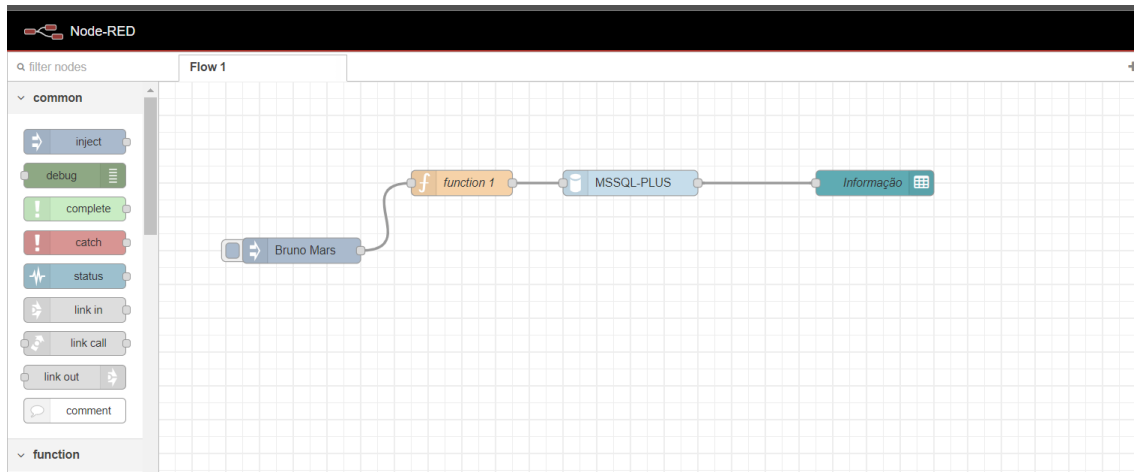 Node-RED
filter nodes
Flow 1
common
inject
debug
complete
catch
status
link in
link call
link out
comment
function
function 1
MSSQL-PLUS
Informação
Bruno Mars